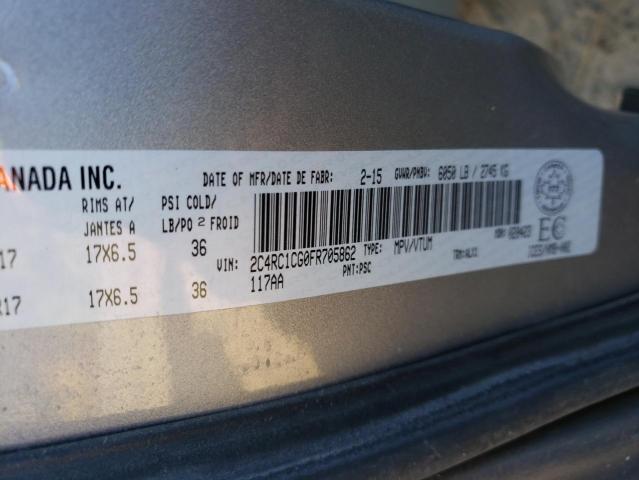 ANADA INC.
DATE OF MFR/DATE DE FABR: 2-15 GVWR/PNBV: 6050 LB / 2745 KG
RIMS AT/ PSI COLD/
JANTES A LB/PO 2 FROID
17 17X6.5 36
R17 17X6.5 36
VIN: 2C4RC1CG0FR705862 TYPE: MPV/VTUM
117AA PNT:PSC
EC